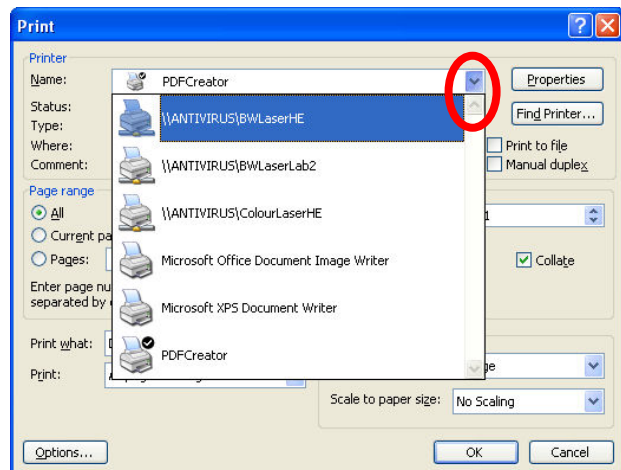 Print
Printer
Name: PDFCreator Properties
Status: \\ANTIVIRUS\BWLaserHE Find Printer...
Type:
Where: Print to file
Comment: \\ANTIVIRUS\BWLaserLab2 Manual duplex
Page range
All \\ANTIVIRUS\ColourLaserHE 1
Current pa
Pages: Microsoft Office Document Image Writer Collate
Enter page nu
separated by Microsoft XPS Document Writer
Print what: PDFCreator
Print:
Scale to paper size: No Scaling
Options... OK Cancel